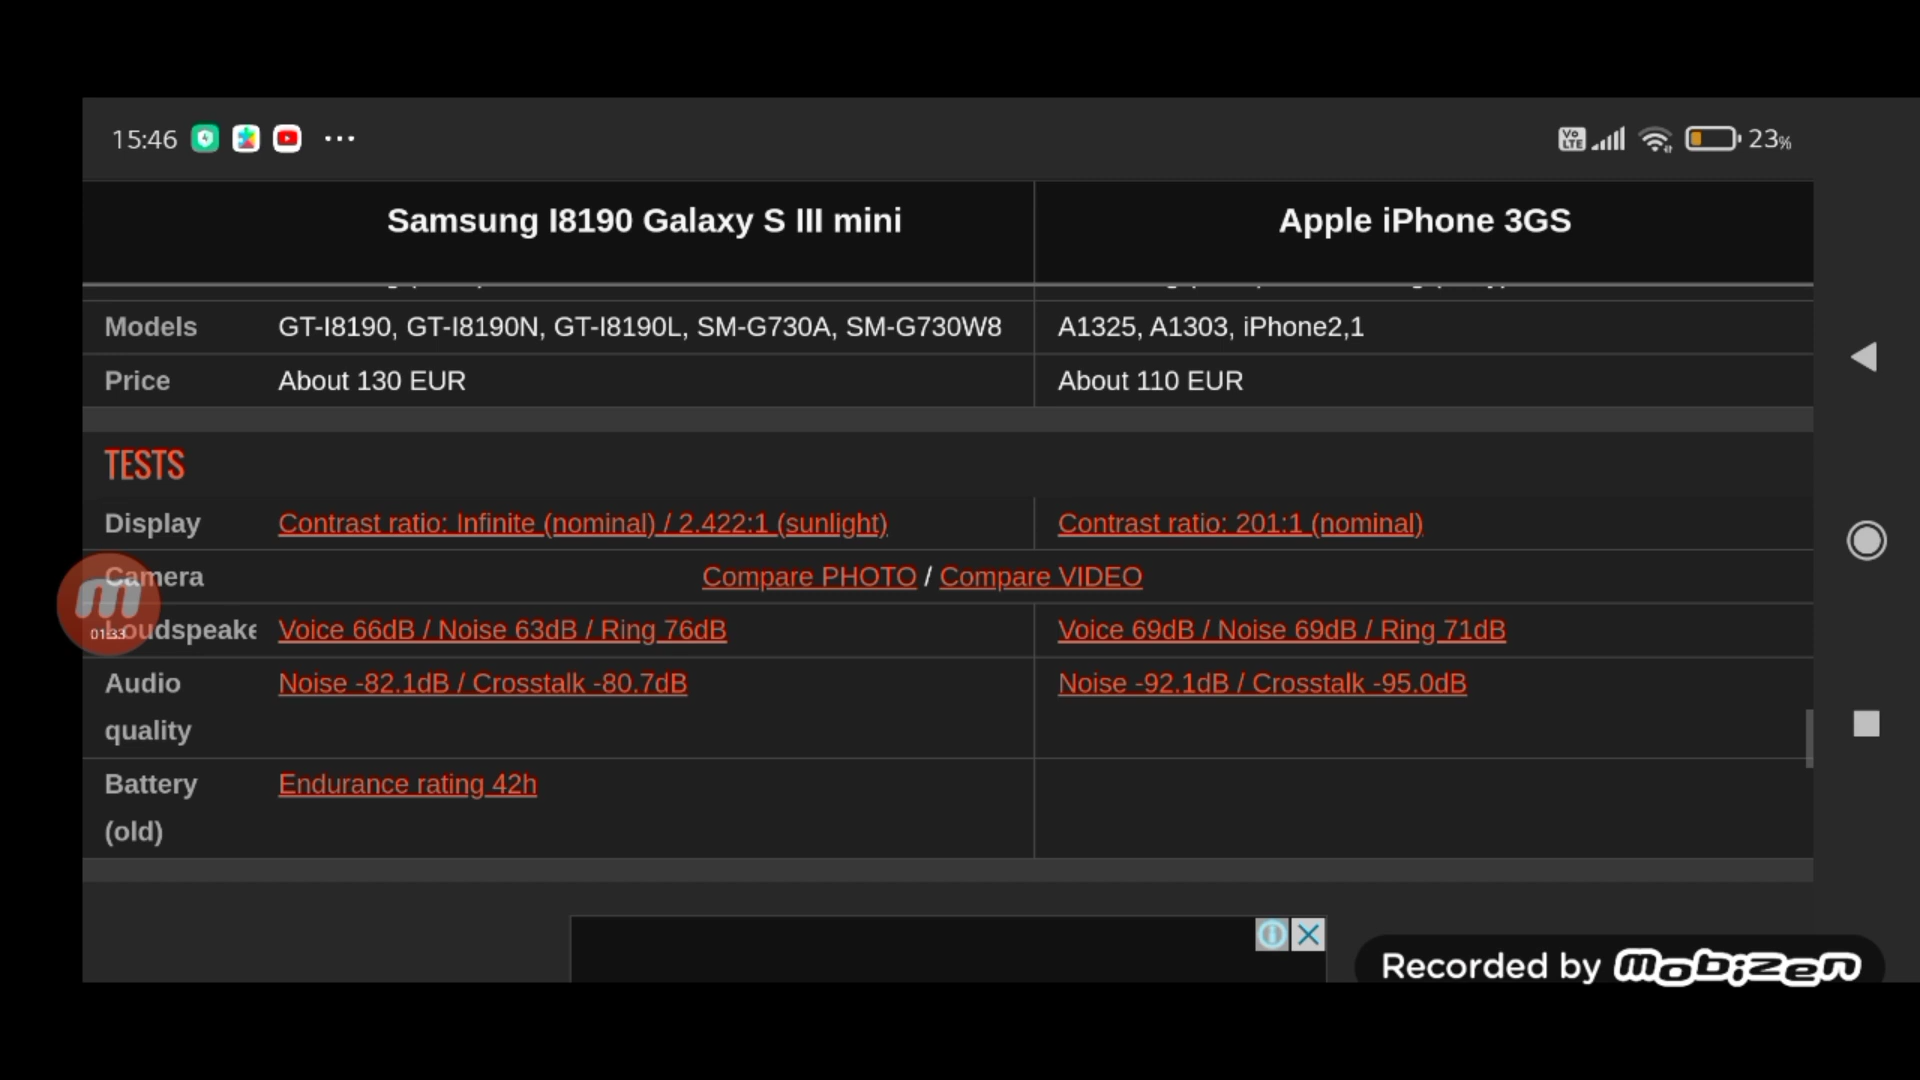 15:46 ... Vo LTE 23%
Samsung I8190 Galaxy S III mini Apple iPhone 3GS
Models GT-I8190, GT-I8190N, GT-I8190L, SM-G730A, SM-G730W8 A1325, A1303, iPhone2,1
Price About 130 EUR About 110 EUR
TESTS
Display Contrast ratio: Infinite (nominal) / 2.422:1 (sunlight) Contrast ratio: 201:1 (nominal)
Camera Compare PHOTO / Compare VIDEO
01:33
Loudspeake Voice 66dB / Noise 63dB / Ring 76dB Voice 69dB / Noise 69dB / Ring 71dB
Audio Noise -82.1dB / Crosstalk -80.7dB Noise -92.1dB / Crosstalk -95.0dB
quality
Battery Endurance rating 42h
(old)
Recorded by mobizen